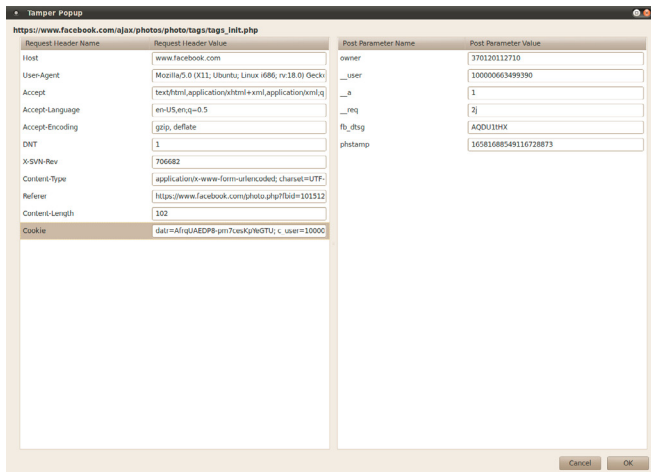 Tamper Popup
https://www.facebook.com/ajax/photos/photo/tags/tags_init.php
Request Header Name Request Header Value Post Parameter Name Post Parameter Value
Host www.facebook.com owner 370120112710
User-Agent Mozilla/5.0 (X11; Ubuntu; Linux i686; rv:18.0) Gecko __user 100000663499390
Accept text/html,application/xhtml+xml,application/xml;q __a 1
Accept-Language en-US,en;q=0.5 __req 2j
Accept-Encoding gzip, deflate fb_dtsg AQDU1tHX
DNT 1 phstamp 16581688549116728873
X-SVN-Rev 706682
Content-Type application/x-www-form-urlencoded; charset=UTF-
Referer https://www.facebook.com/photo.php?fbid=101512
Content-Length 102
Cookie datr=AfrqUAEDP8-pm7cesKpYeGTU; c_user=10000
Cancel OK